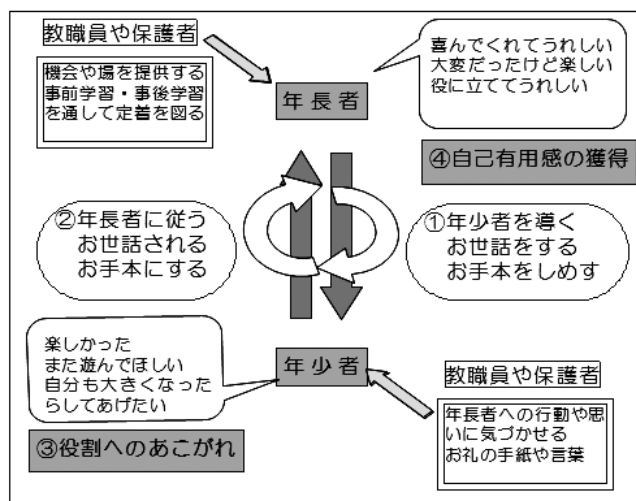 教職員や保護者
機会や場を提供する
事前学習・事後学習
を通して定着を図る
年長者
喜んでくれてうれしい
大変だったけど楽しい
役に立ててうれしい
④自己有用感の獲得
②年長者に従う
お世話される
お手本にする
①年少者を導く
お世話をする
お手本をしめす
楽しかった
また遊んでほしい
自分も大きくなった
らしてあげたい
③役割へのあこがれ
年少者
教職員や保護者
年長者への行動や思
いに気づかせる
お礼の手紙や言葉